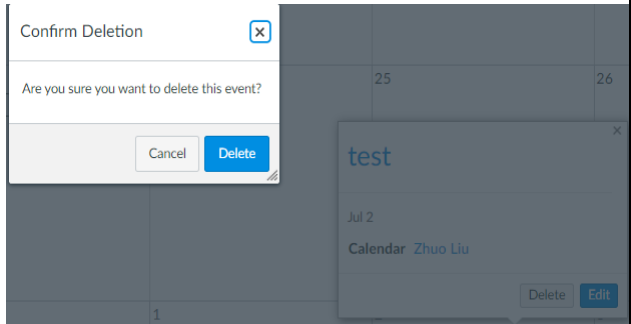 Confirm Deletion
x
Are you sure you want to delete this event?
Cancel Delete
25 26
x
test
Jul 2
Calendar Zhuo Liu
Delete Edit
1